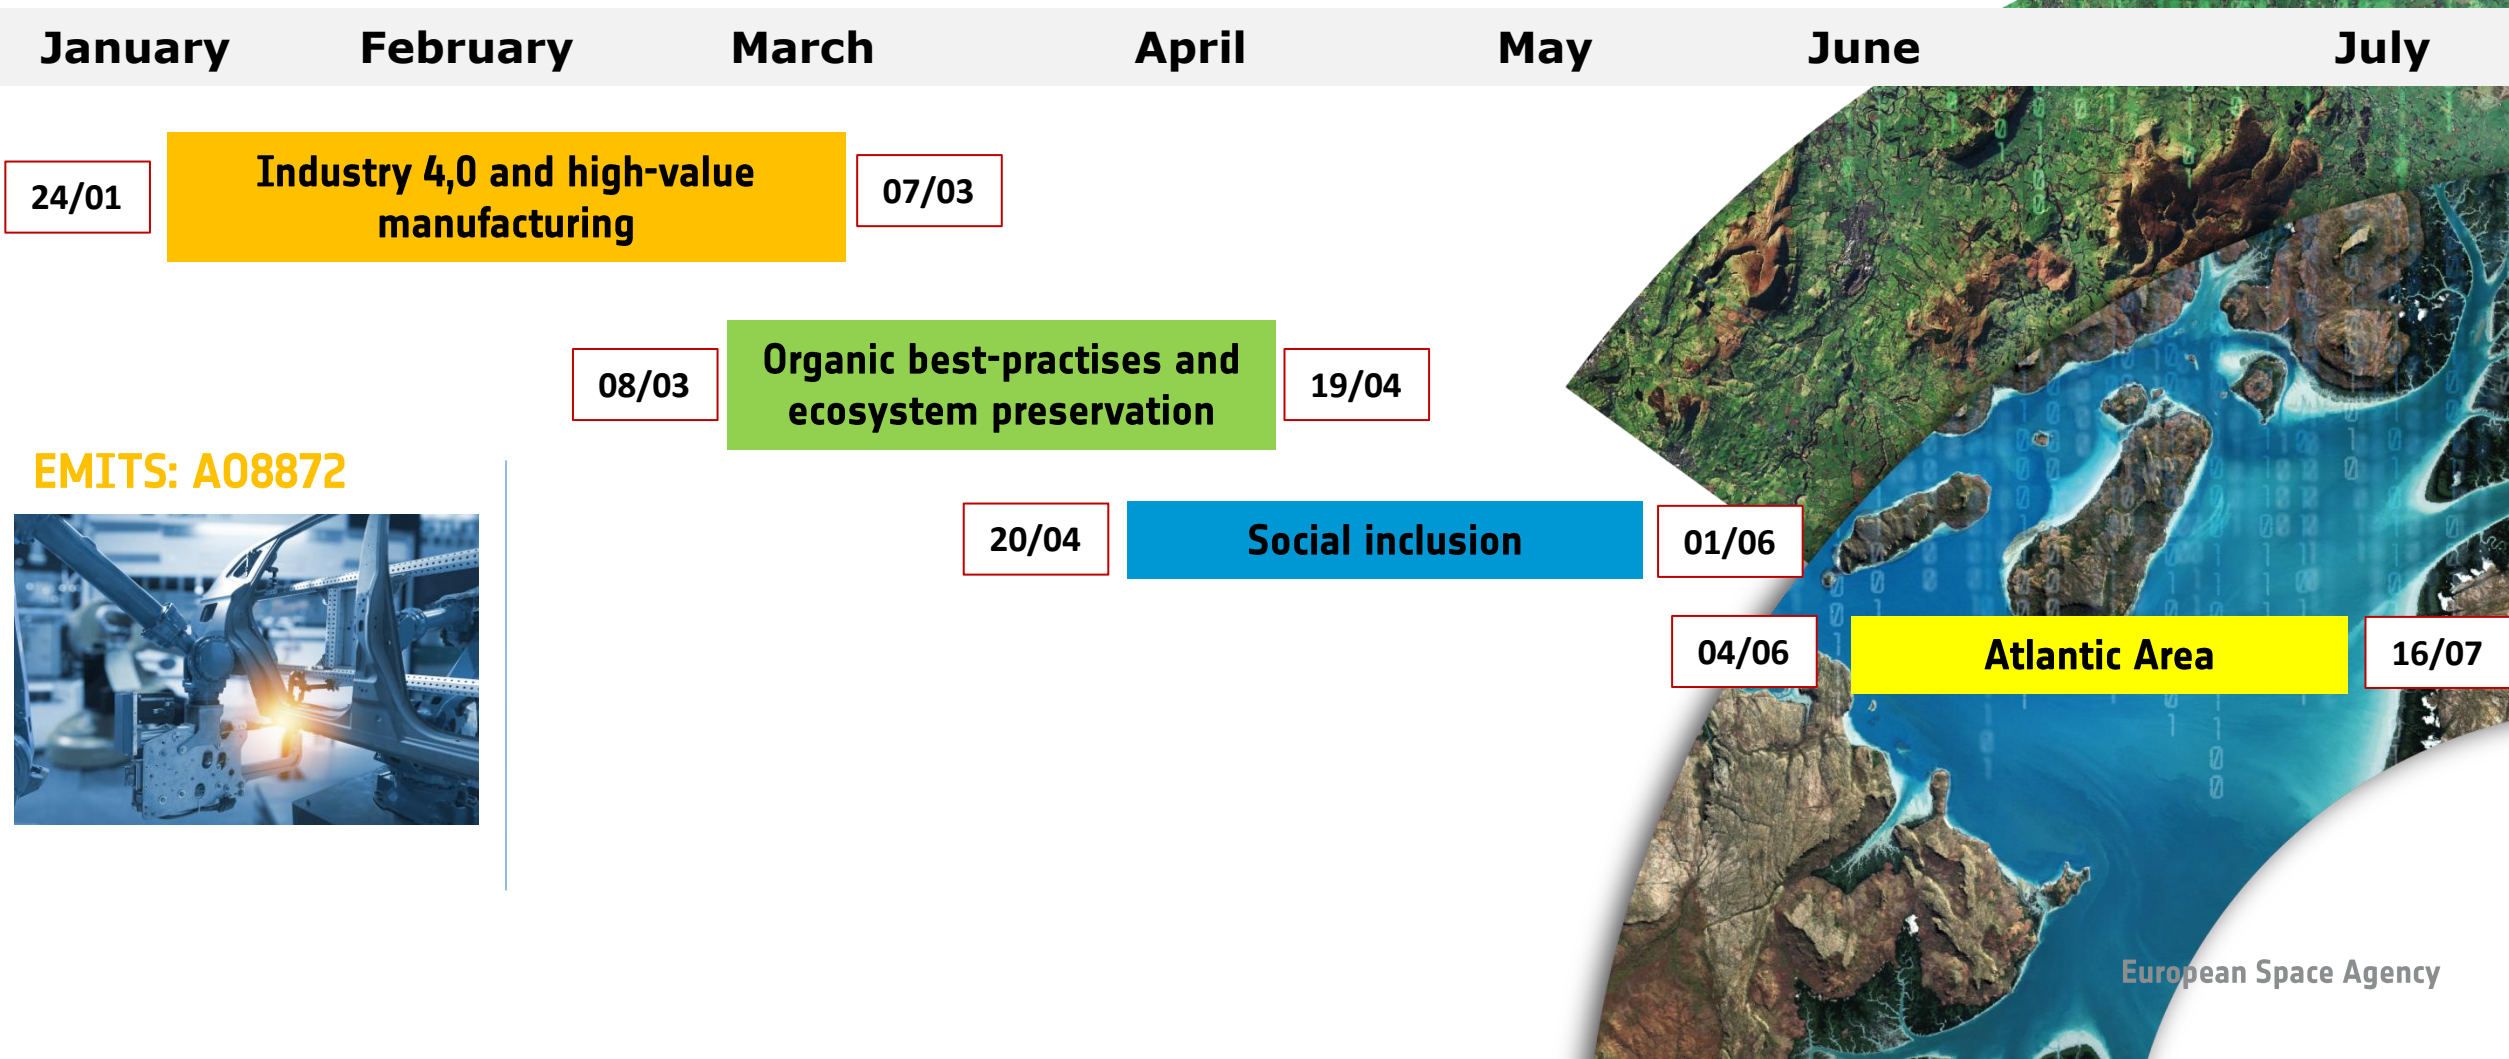 January February March April May June July
24/01
Industry 4,0 and high-value
manufacturing
07/03
08/03
Organic best-practises and
ecosystem preservation
19/04
EMITS: AO8872
20/04
Social inclusion
01/06
04/06
Atlantic Area
16/07
European Space Agency